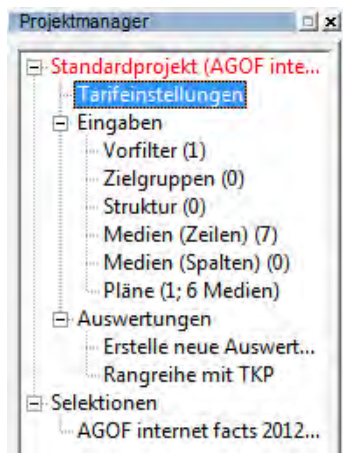 Projektmanager
Standardprojekt (AGOF inte...
Tarifeinstellungen
Eingaben
Vorfilter (1)
Zielgruppen (0)
Struktur (0)
Medien (Zeilen) (7)
Medien (Spalten) (0)
Pläne (1; 6 Medien)
Auswertungen
Erstelle neue Auswert...
Rangreihe mit TKP
Selektionen
AGOF internet facts 2012...